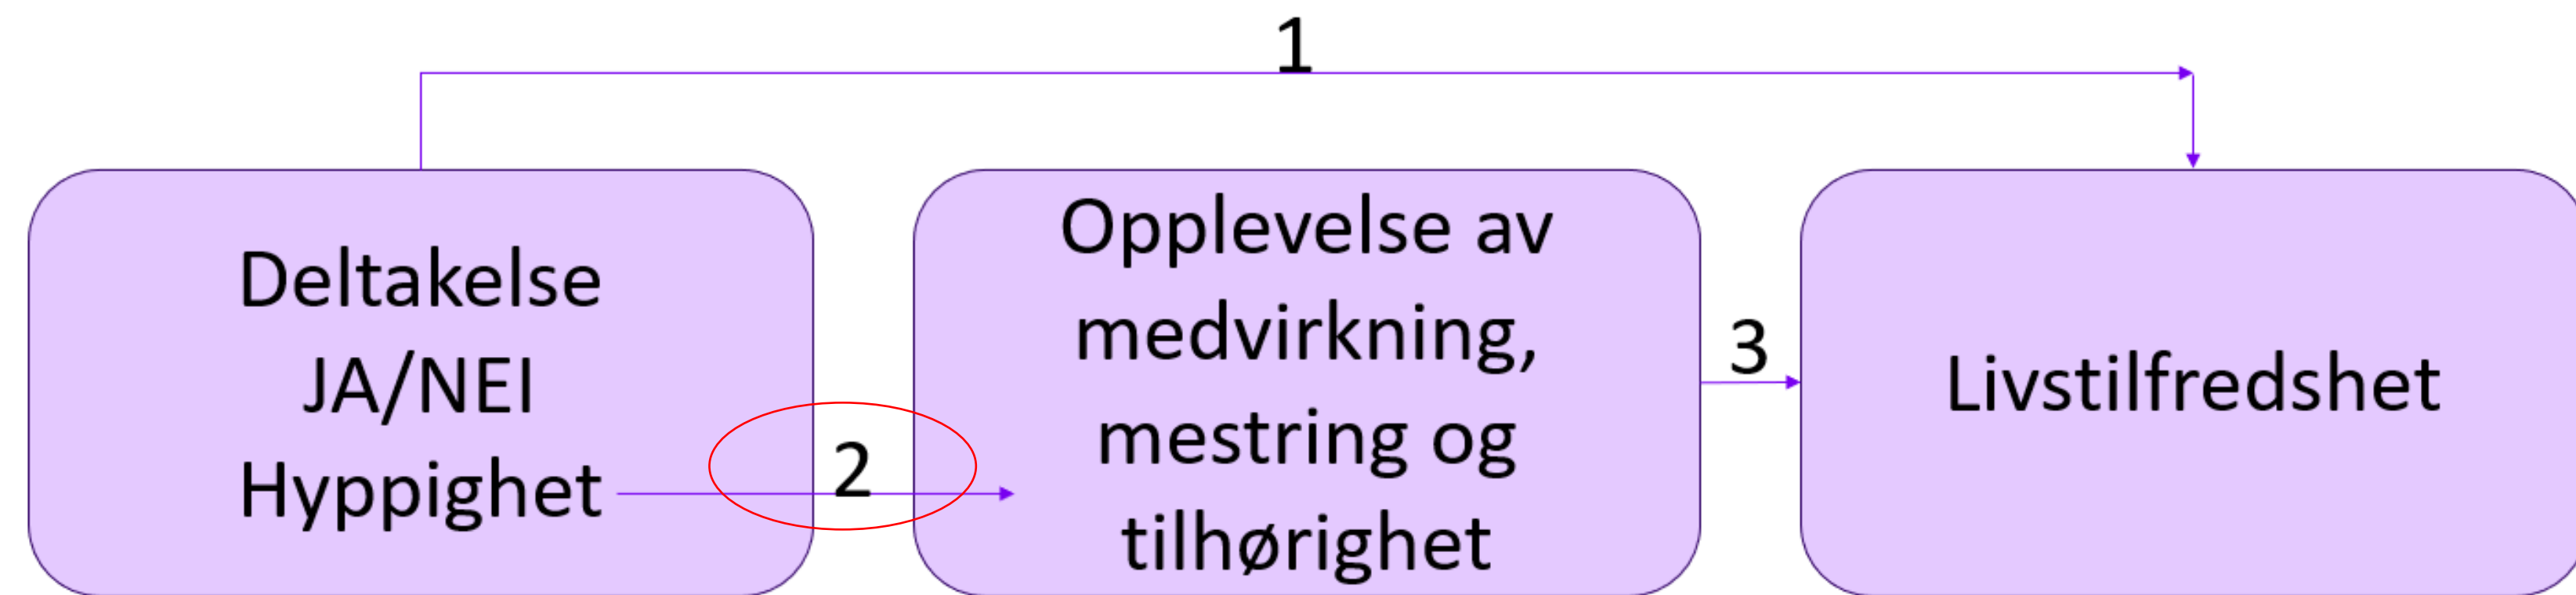 1
Deltakelse
JA/NEI
Hyppighet
2
Opplevelse av
medvirkning,
mestring og
tilhørighet
3
Livstilfredshet